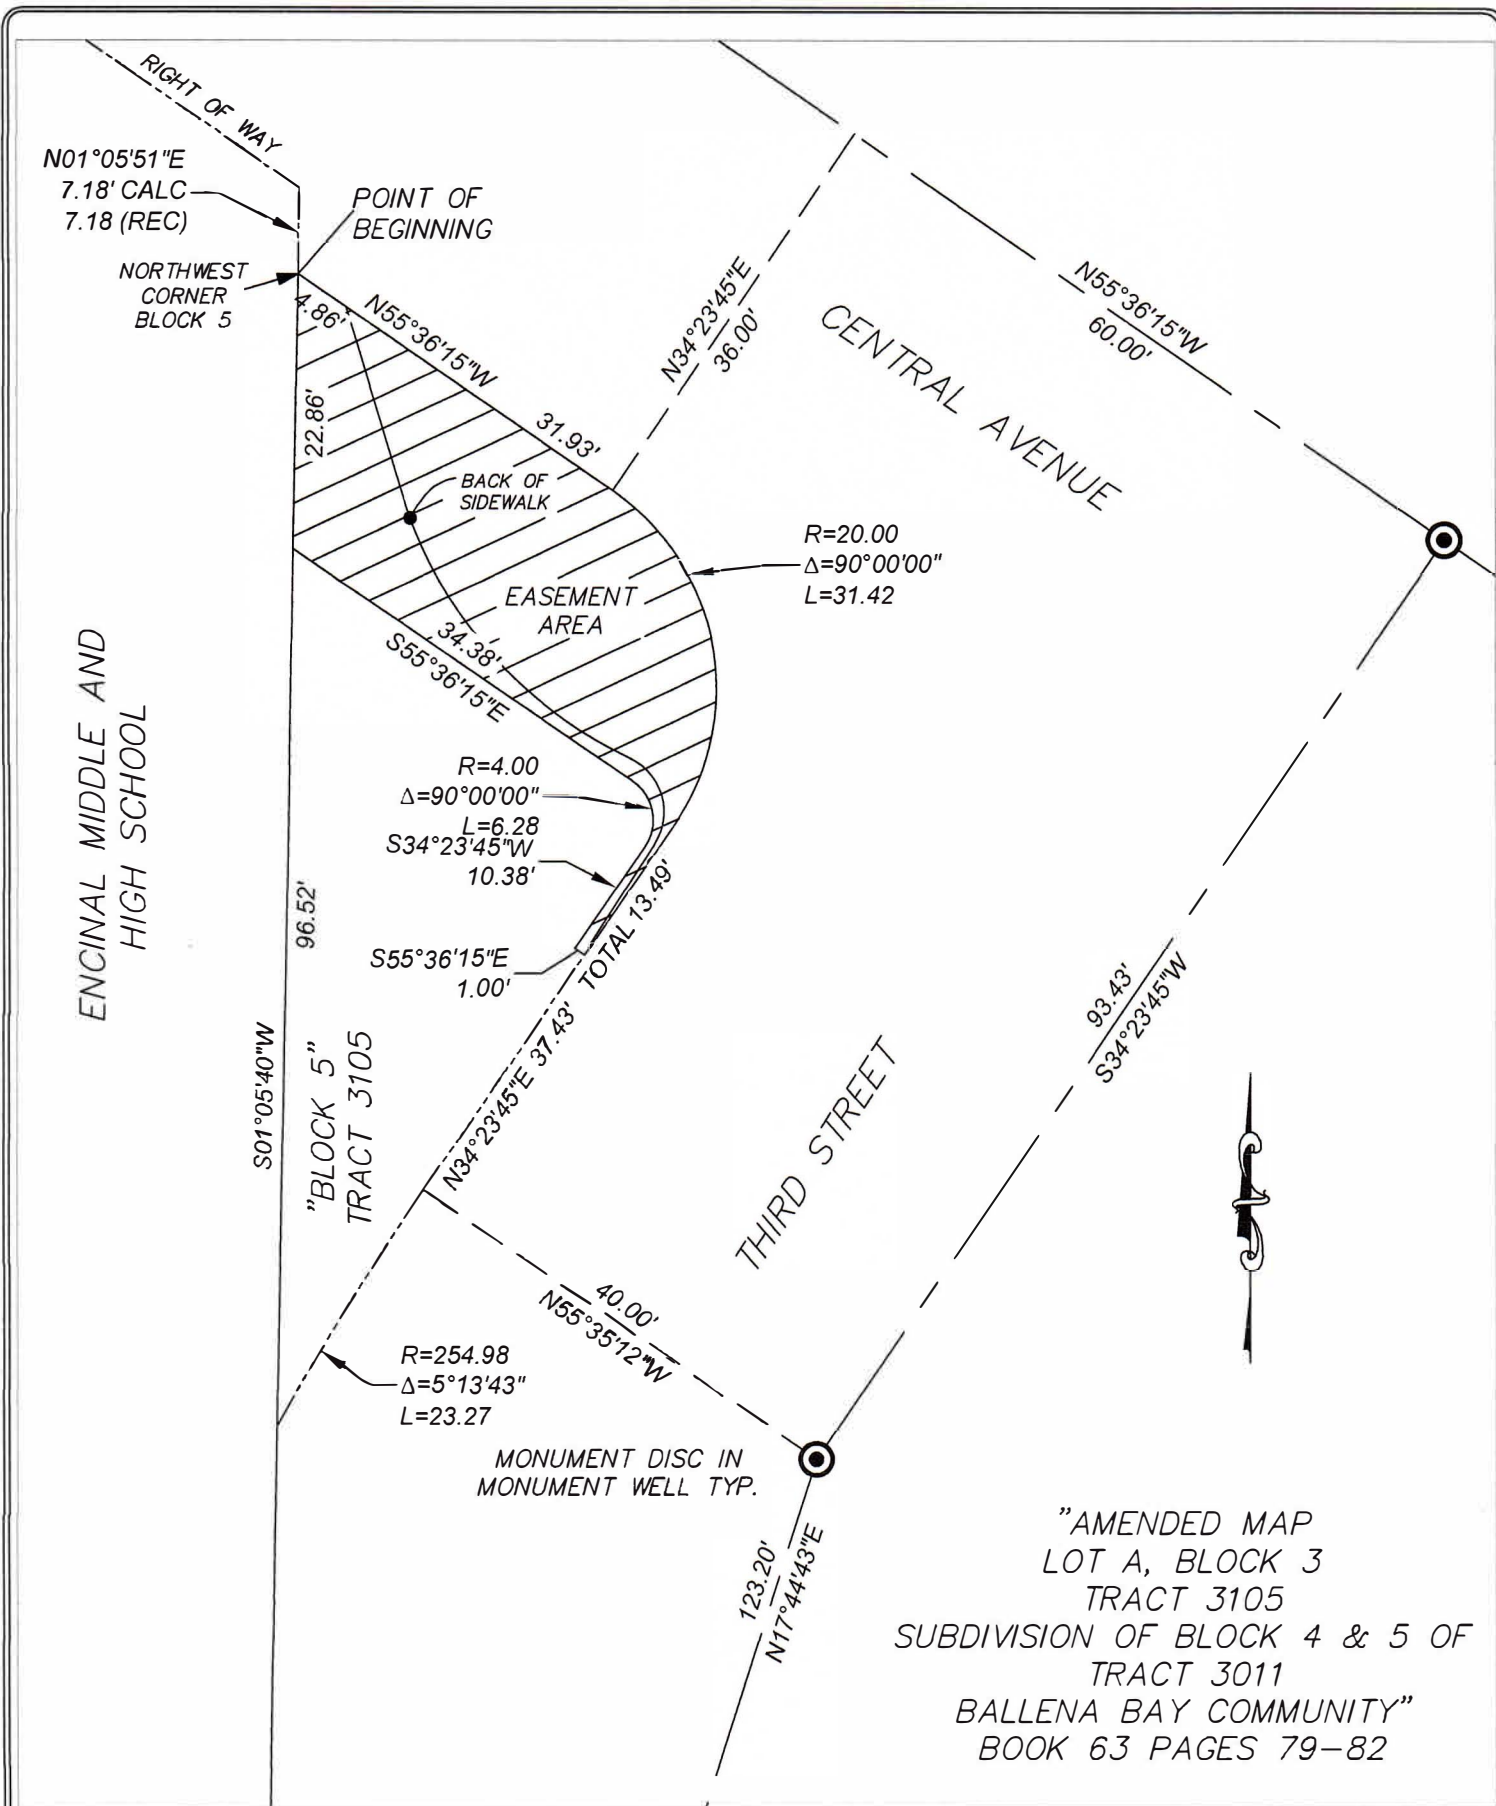 RIGHT OF WAY
N01°05'51"E
7.18' CALC
7.18 (REC)
POINT OF
BEGINNING
NORTHWEST
CORNER
BLOCK 5
4.86'
N55°36'15"W
31.93'
22.86'
BACK OF
SIDEWALK
N34°23'45"E
36.00'
CENTRAL AVENUE
N55°36'15"W
60.00'
R=20.00
Δ=90°00'00"
L=31.42
EASEMENT
AREA
34.38'
S55°36'15"E
ENCINAL MIDDLE AND
HIGH SCHOOL
R=4.00
Δ=90°00'00"
L=6.28
S34°23'45"W
10.38'
S55°36'15"E
1.00'
96.52'
S01°05'40"W
"BLOCK 5"
TRACT 3105
N34°23'45"E 37.43' TOTAL 13.49'
THIRD STREET
93.43'
S34°23'45"W
40.00'
N55°35'12"W
R=254.98
Δ=5°13'43"
L=23.27
MONUMENT DISC IN
MONUMENT WELL TYP.
123.20'
N17°44'43"E
"AMENDED MAP
LOT A, BLOCK 3
TRACT 3105
SUBDIVISION OF BLOCK 4 & 5 OF
TRACT 3011
BALLENA BAY COMMUNITY"
BOOK 63 PAGES 79-82